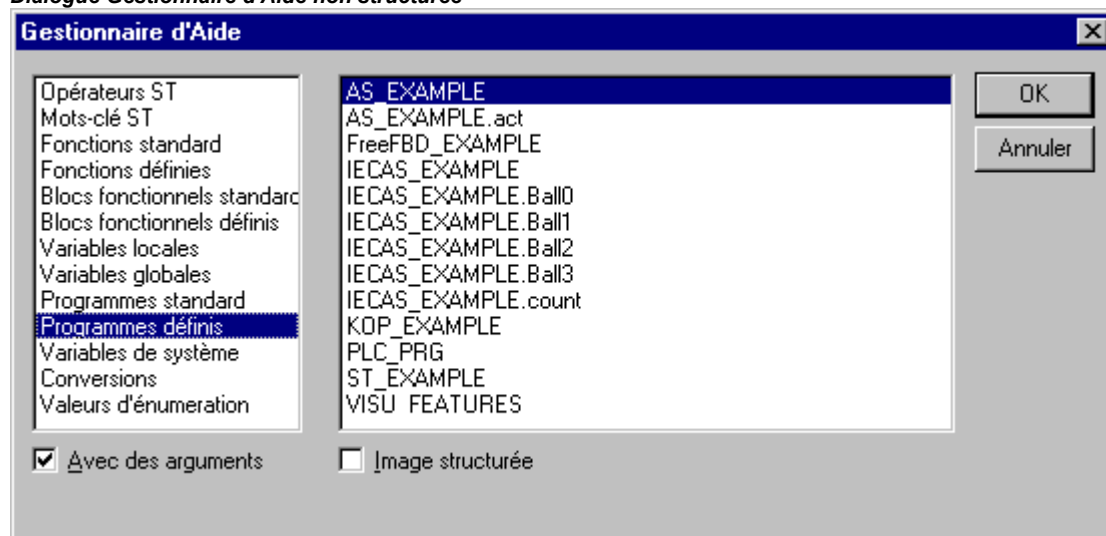 Dialogue Gestionnaire d'Aide non structurée
Gestionnaire d'Aide
Opérateurs ST
Mots-clé ST
Fonctions standard
Fonctions définies
Blocs fonctionnels standard
Blocs fonctionnels définis
Variables locales
Variables globales
Programmes standard
Programmes définis
Variables de système
Conversions
Valeurs d'énumeration
AS_EXAMPLE
AS_EXAMPLE.act
FreeFBD_EXAMPLE
IECAS_EXAMPLE
IECAS_EXAMPLE.Ball0
IECAS_EXAMPLE.Ball1
IECAS_EXAMPLE.Ball2
IECAS_EXAMPLE.Ball3
IECAS_EXAMPLE.count
KOP_EXAMPLE
PLC_PRG
ST_EXAMPLE
VISU_FEATURES
OK
Annuler
Avec des arguments
Image structurée